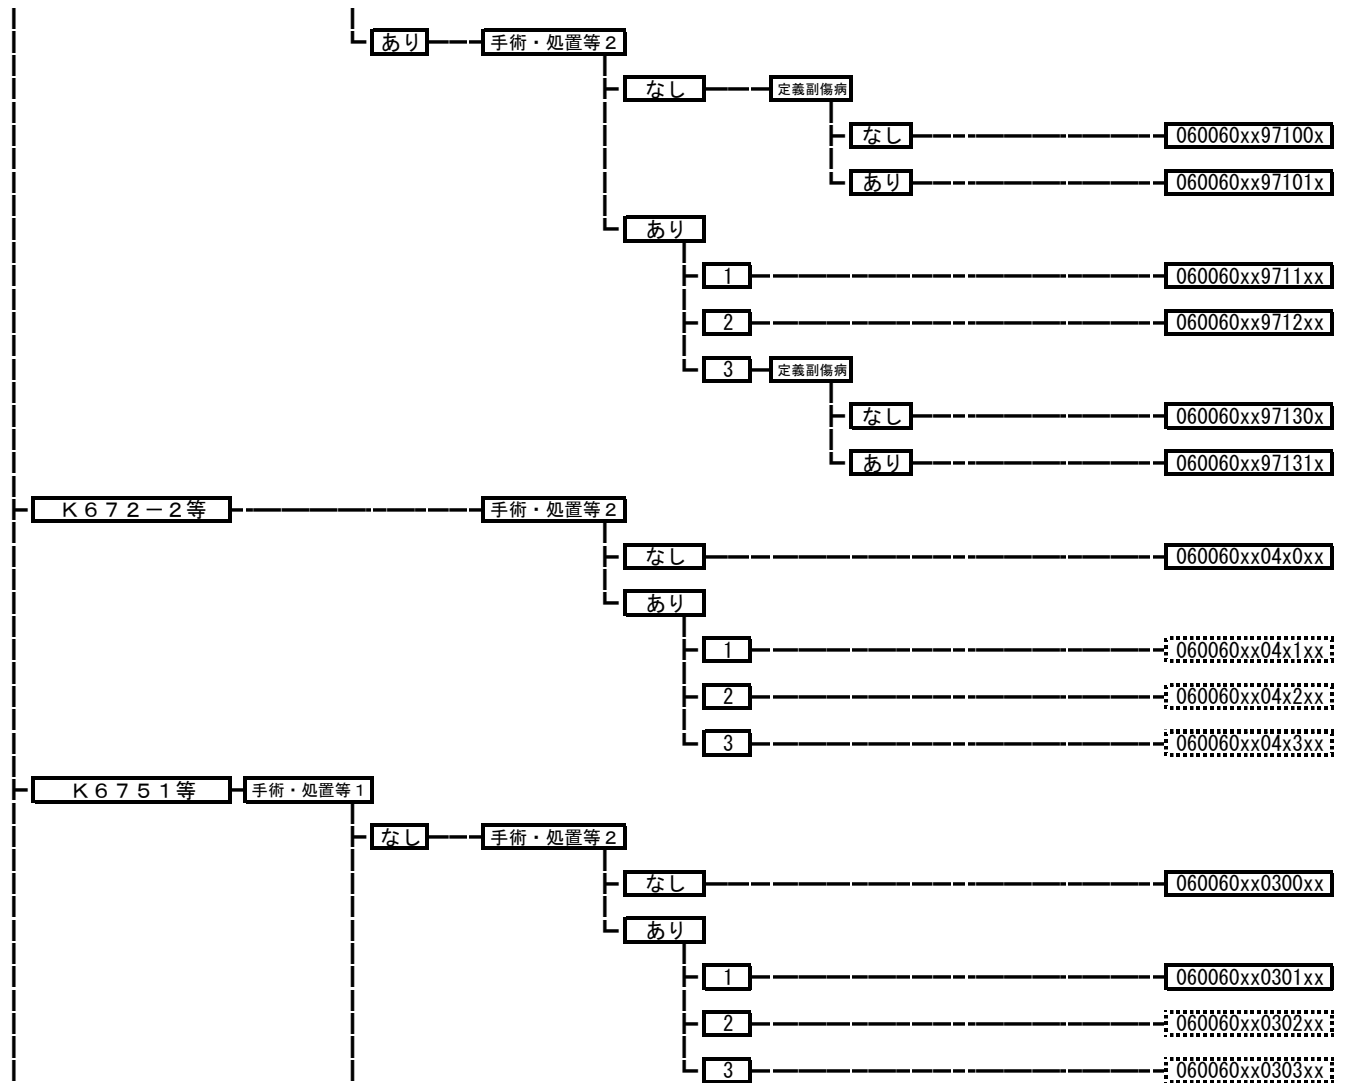 あり 手術・処置等２
なし 定義副傷病
なし 060060xx97100x
あり 060060xx97101x
あり
1 060060xx9711xx
2 060060xx9712xx
3 定義副傷病
なし 060060xx97130x
あり 060060xx97131x
Ｋ６７２－２等 手術・処置等２
なし 060060xx04x0xx
あり
1 060060xx04x1xx
2 060060xx04x2xx
3 060060xx04x3xx
Ｋ６７５１等 手術・処置等１
なし 手術・処置等２
なし 060060xx0300xx
あり
1 060060xx0301xx
2 060060xx0302xx
3 060060xx0303xx